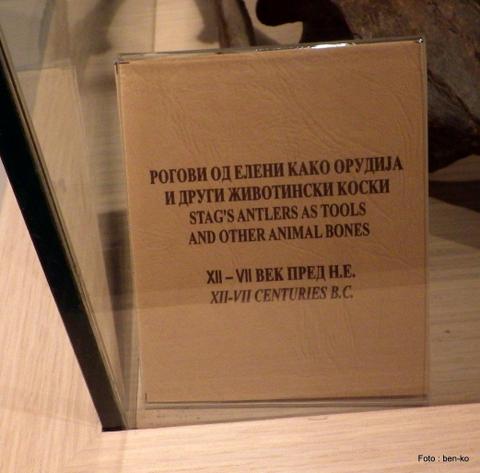 РОГОВИ ОД ЕЛЕНИ КАКО ОРУДИЈА
И ДРУГИ ЖИВОТИНСКИ КОСКИ
STAG'S ANTLERS AS TOOLS
AND OTHER ANIMAL BONES
XII – VII ВЕК ПРЕД Н.Е.
XII-VII CENTURIES B.C.
Foto : ben-ko